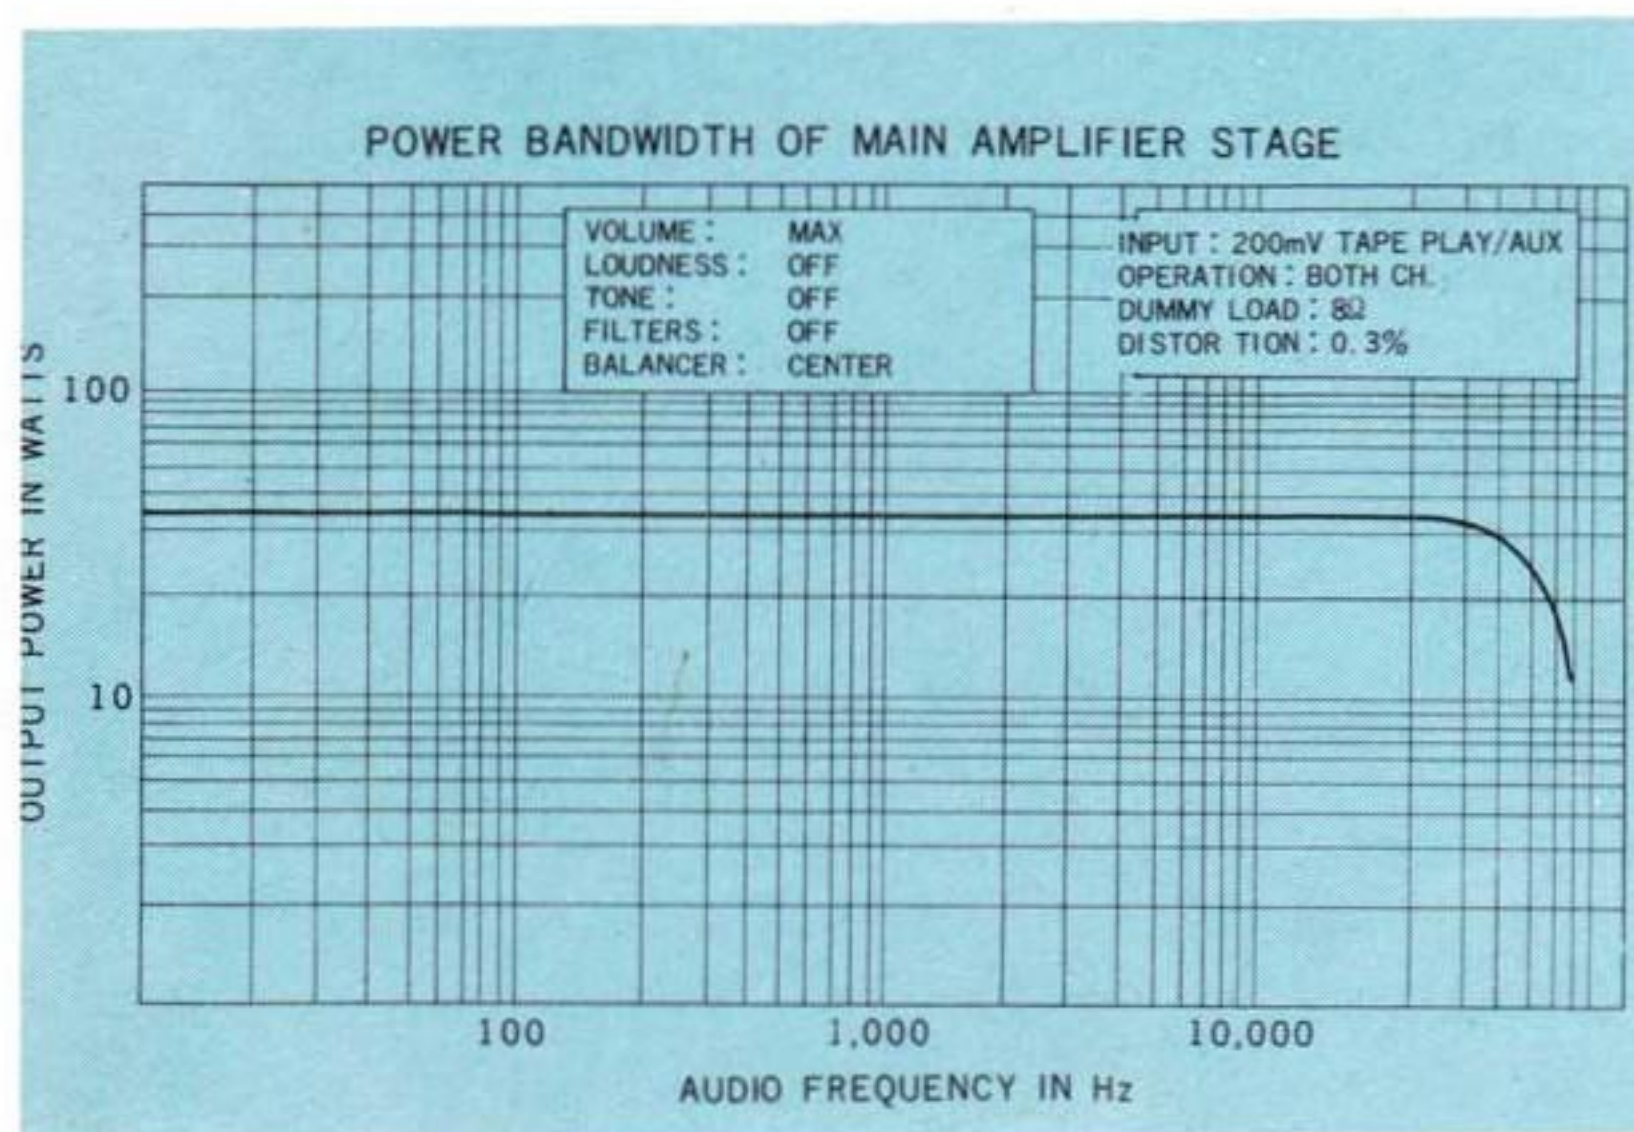 POWER BANDWIDTH OF MAIN AMPLIFIER STAGE
VOLUME : MAX
LOUDNESS : OFF
TONE : OFF
FILTERS : OFF
BALANCER : CENTER
INPUT : 200mV TAPE PLAY/AUX
OPERATION : BOTH CH.
DUMMY LOAD : 8Ω
DISTOR TION : 0.3%
OUTPUT POWER IN WATTS
100
10
100
1,000
10,000
AUDIO FREQUENCY IN Hz